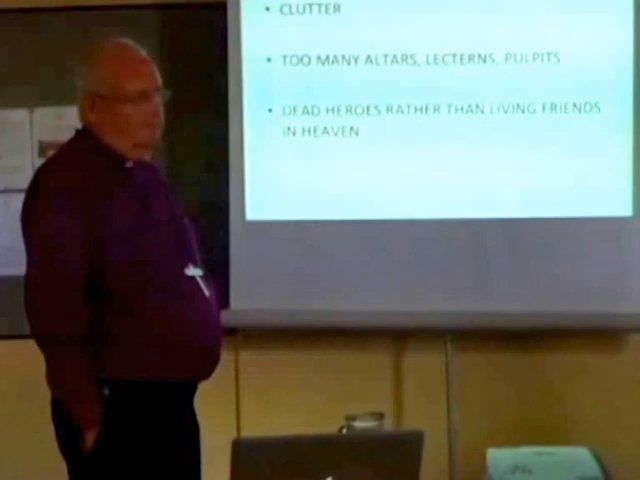 • CLUTTER
• TOO MANY ALTARS, LECTERNS, PULPITS
• DEAD HEROES RATHER THAN LIVING FRIENDS
IN HEAVEN